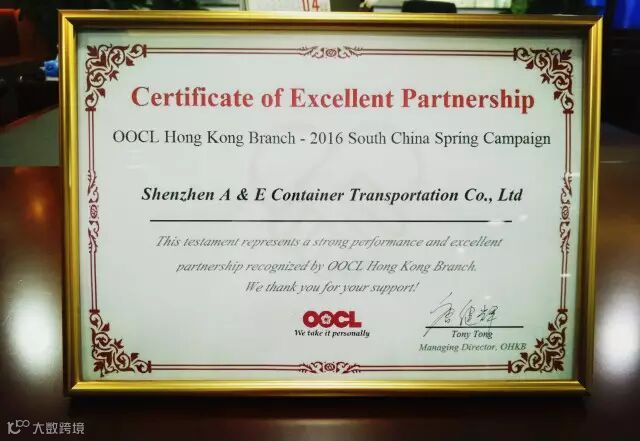 04
Certificate of Excellent Partnership
OOCL Hong Kong Branch - 2016 South China Spring Campaign
Shenzhen A & E Container Transportation Co., Ltd
This testament represents a strong performance and excellent
partnership recognized by OOCL Hong Kong Branch.
We thank you for your support!
OOCL
We take it personally
Tony Tong
Managing Director, OHKB
大数跨境